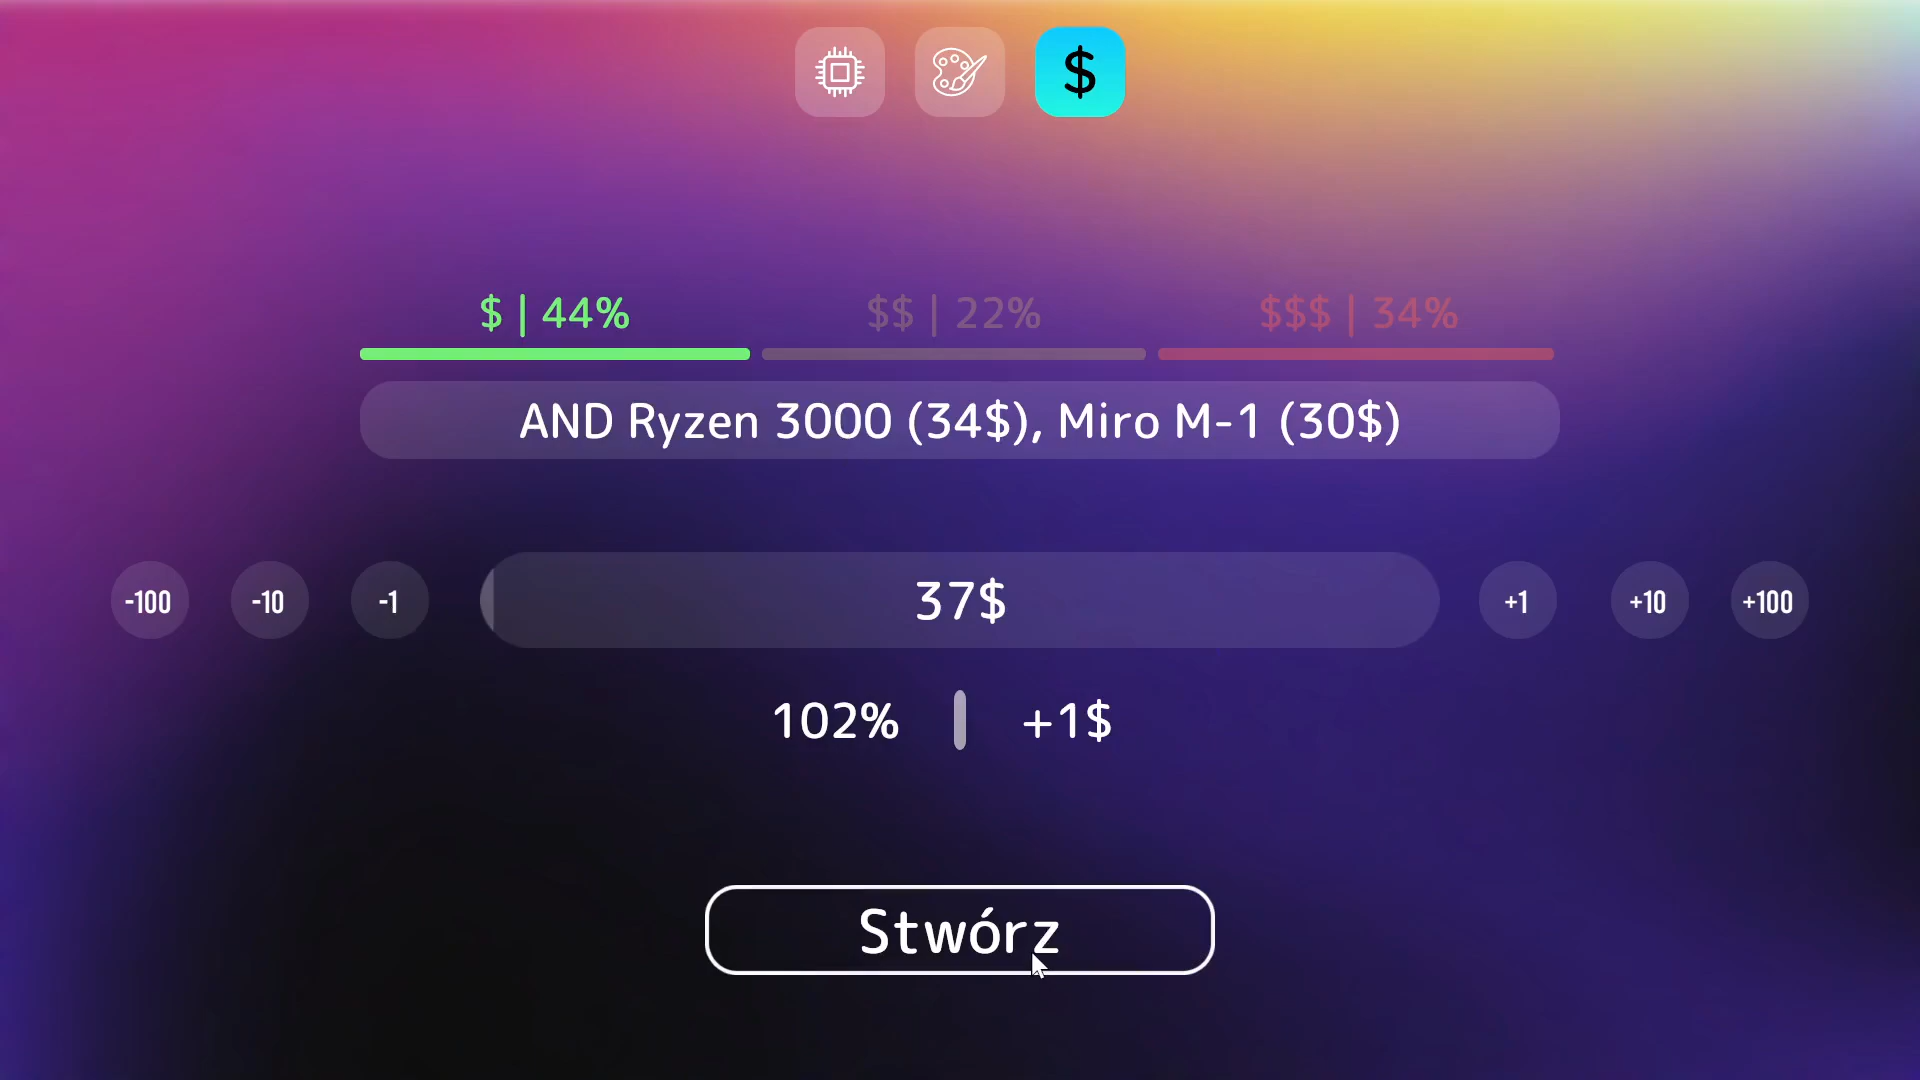 $
$ | 44%
$$ | 22%
$$$ | 34%
AND Ryzen 3000 (34$), Miro M-1 (30$)
-100
-10
-1
37$
+1
+10
+100
102%
+1$
Stwórz